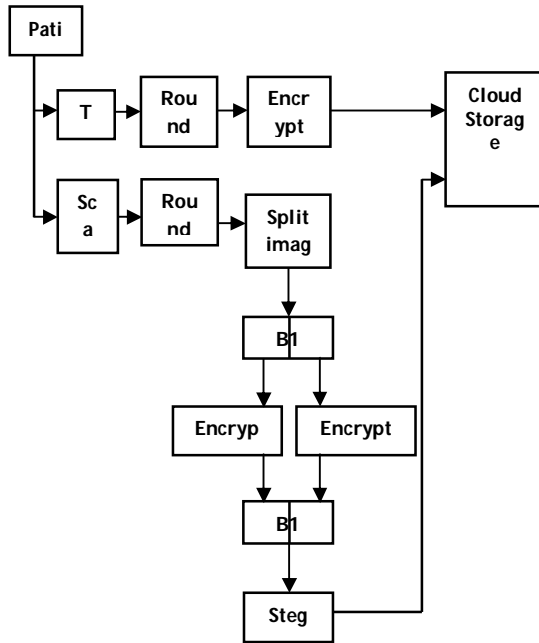 Pati
T
Rou
nd
Encr
ypt
Cloud
Storag
e
Sc
a
Rou
nd
Split
imag
B1
Encryp
Encrypt
B1
Steg